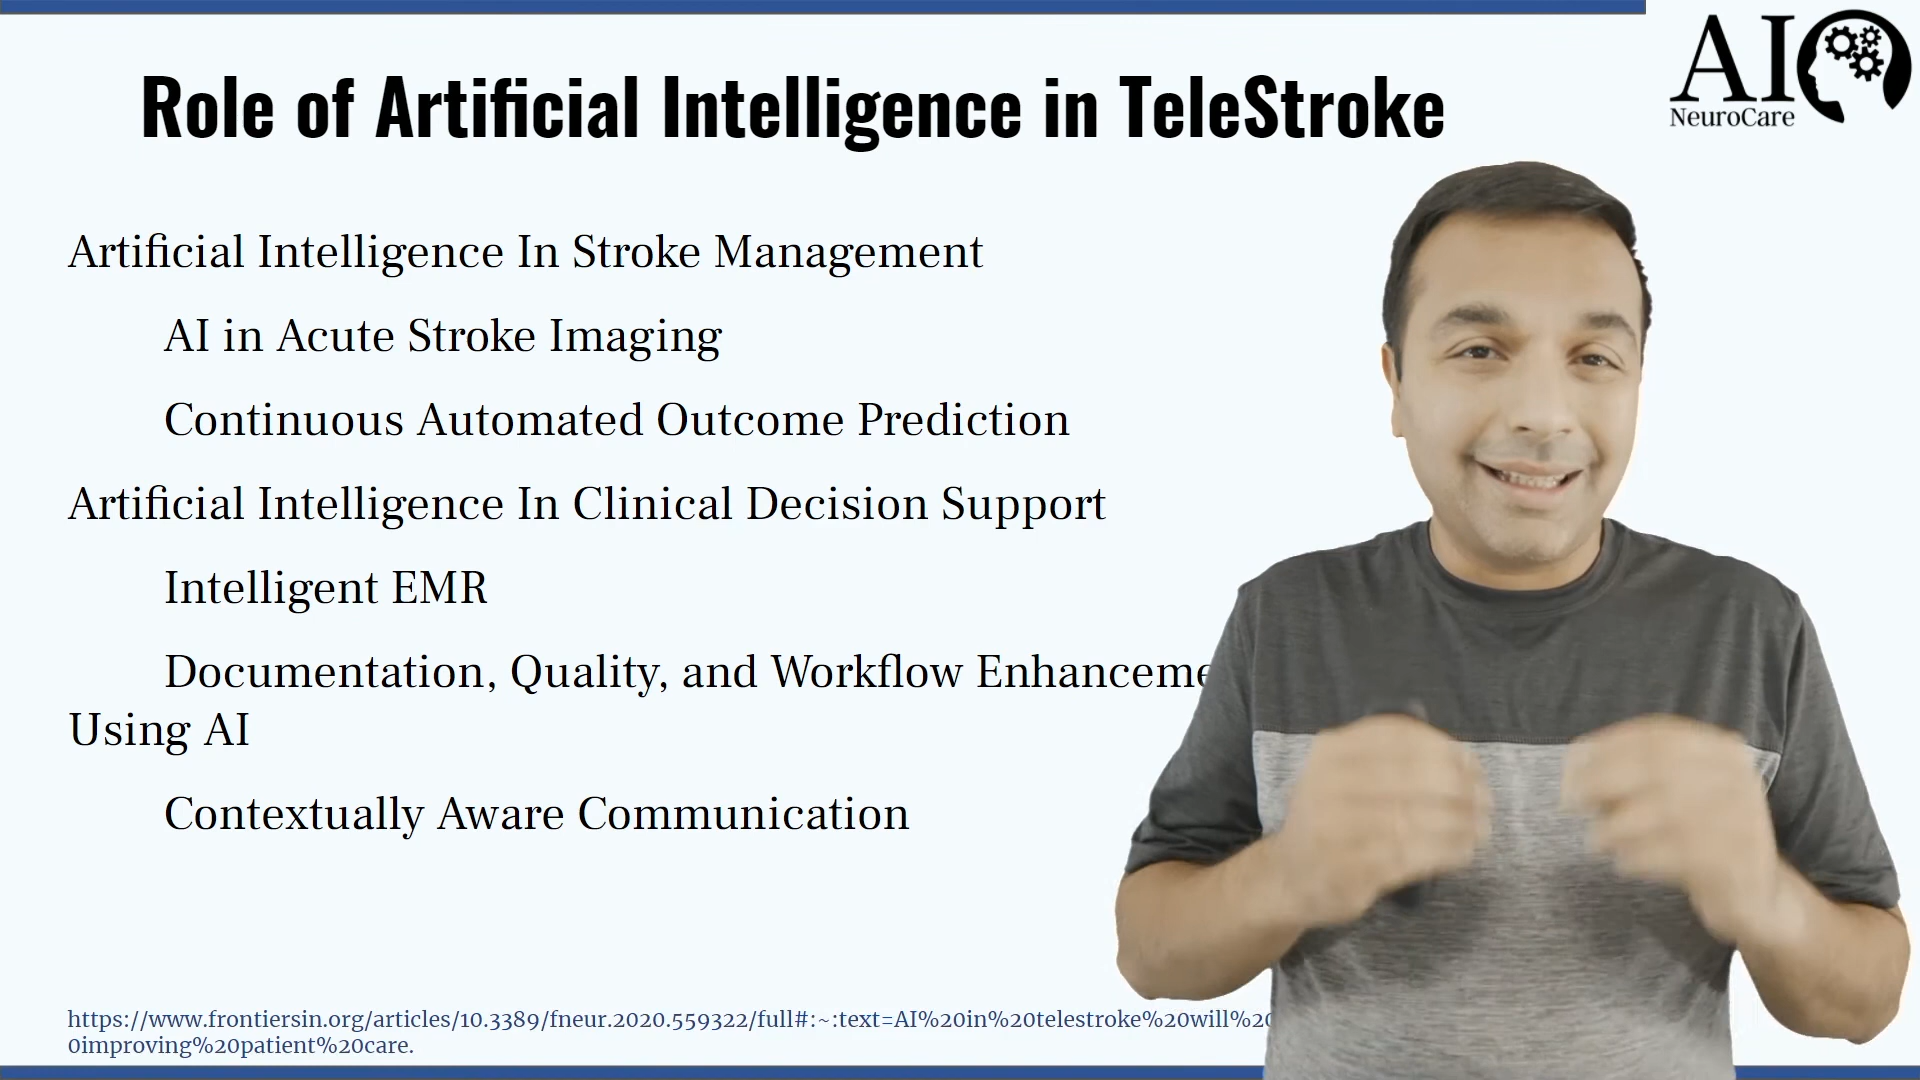 Role of Artificial Intelligence in TeleStroke
AI
NeuroCare
Artificial Intelligence In Stroke Management
AI in Acute Stroke Imaging
Continuous Automated Outcome Prediction
Artificial Intelligence In Clinical Decision Support
Intelligent EMR
Documentation, Quality, and Workflow Enhanceme
Using AI
Contextually Aware Communication
https://www.frontiersin.org/articles/10.3389/fneur.2020.559322/full#:~:text=AI%20in%20telestroke%20will%20
0improving%20patient%20care.